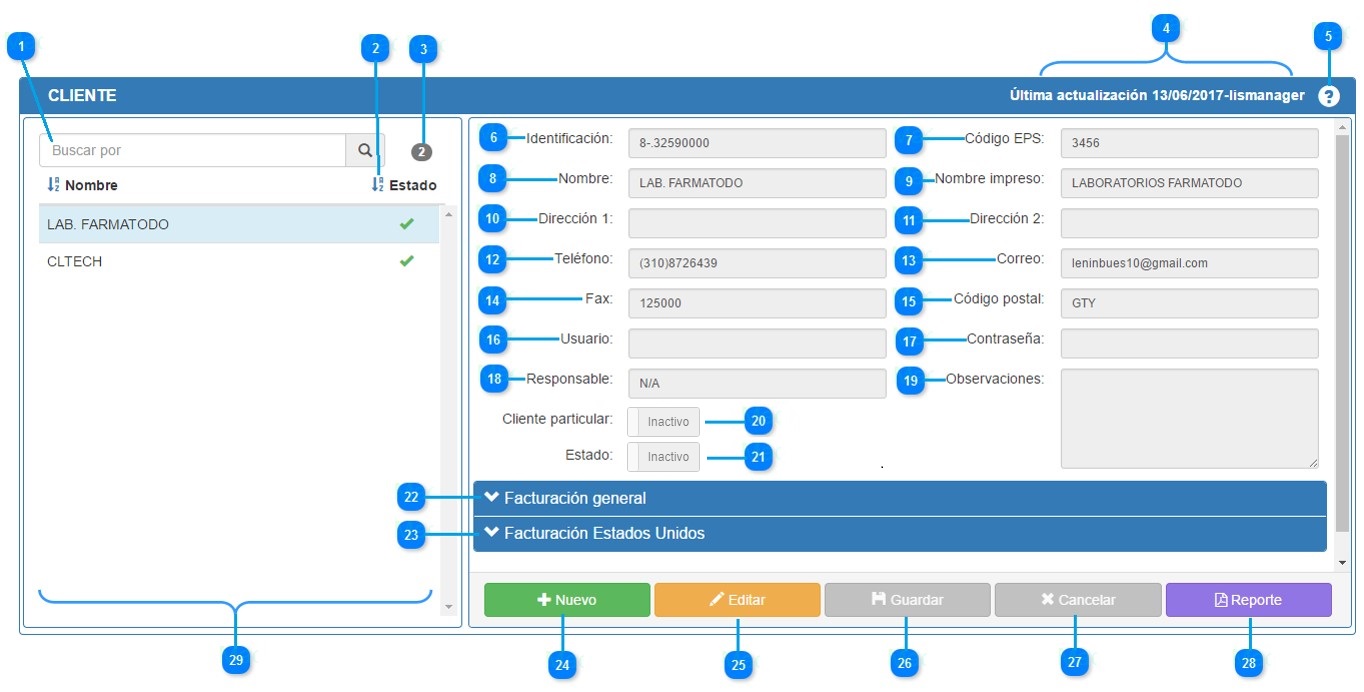 1
2
3
4
5
CLIENTE
Última actualización 13/06/2017-lismanager
?
Buscar por
2
Nombre
Estado
LAB. FARMATODO
CLTECH
6 Identificación: 8-.32590000
7 Código EPS: 3456
8 Nombre: LAB. FARMATODO
9 Nombre impreso: LABORATORIOS FARMATODO
10 Dirección 1:
11 Dirección 2:
12 Teléfono: (310)8726439
13 Correo: leninbues10@gmail.com
14 Fax: 125000
15 Código postal: GTY
16 Usuario:
17 Contraseña:
18 Responsable: N/A
19 Observaciones:
Cliente particular: Inactivo 20
Estado: Inactivo 21
22 Facturación general
23 Facturación Estados Unidos
Nuevo
Editar
Guardar
Cancelar
Reporte
29
24
25
26
27
28